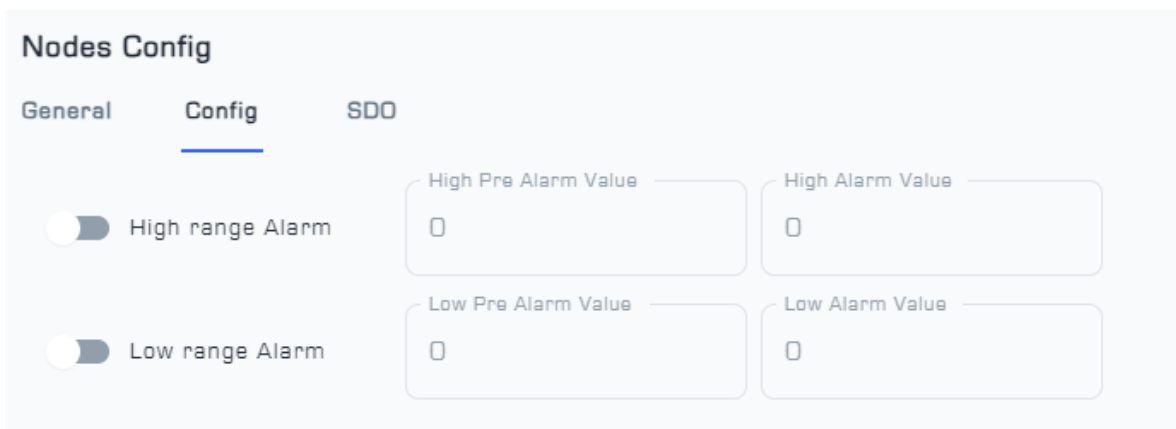 Nodes Config
General Config SDO
High Pre Alarm Value High Alarm Value
High range Alarm 0 0
Low Pre Alarm Value Low Alarm Value
Low range Alarm 0 0